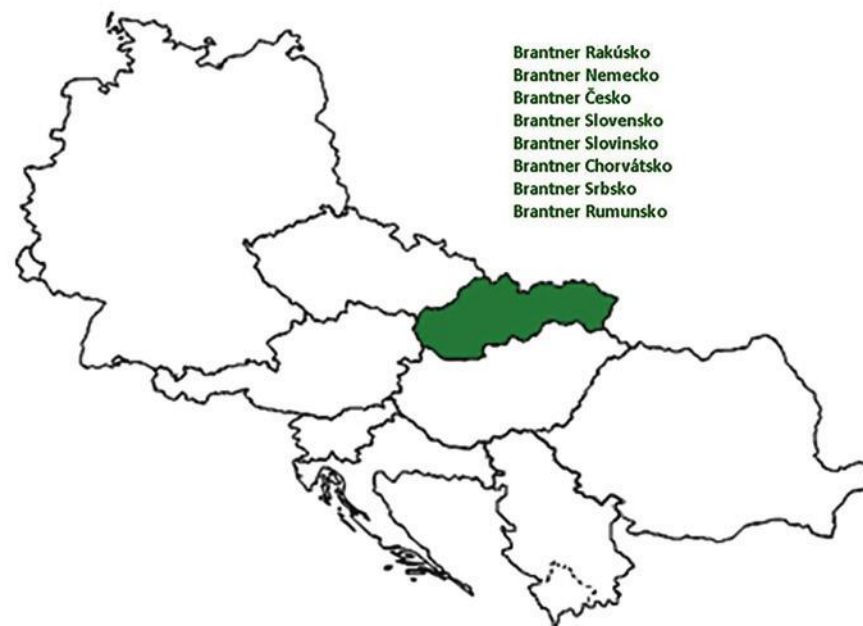 Brantner Rakúsko
Brantner Nemecko
Brantner Česko
Brantner Slovensko
Brantner Slovinsko
Brantner Chorvátsko
Brantner Srbsko
Brantner Rumunsko